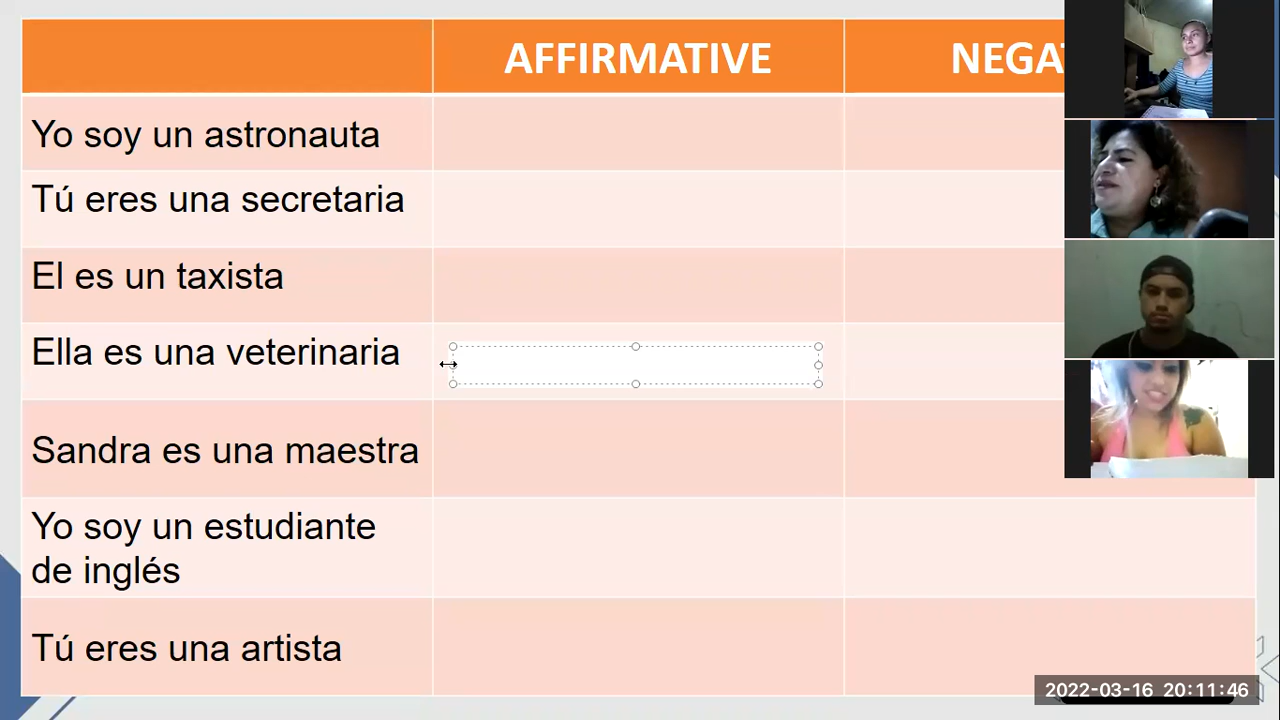 AFFIRMATIVE
Yo soy un astronauta
Tú eres una secretaria
El es un taxista
Ella es una veterinaria
Sandra es una maestra
Yo soy un estudiante
de inglés
Tú eres una artista
2022-03-16 20:11:46